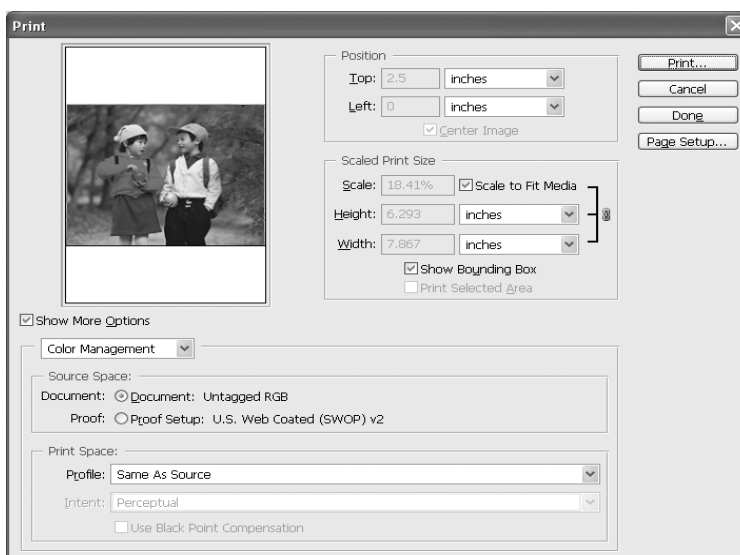 Print
Position
Top: 2.5 inches
Left: 0 inches
Center Image
Print...
Cancel
Done
Page Setup...
Scaled Print Size
Scale: 18.41% Scale to Fit Media
Height: 6.293 inches
Width: 7.867 inches
Show Bounding Box
Print Selected Area
Show More Options
Color Management
Source Space:
Document: Document: Untagged RGB
Proof: Proof Setup: U.S. Web Coated (SWOP) v2
Print Space:
Profile: Same As Source
Intent: Perceptual
Use Black Point Compensation